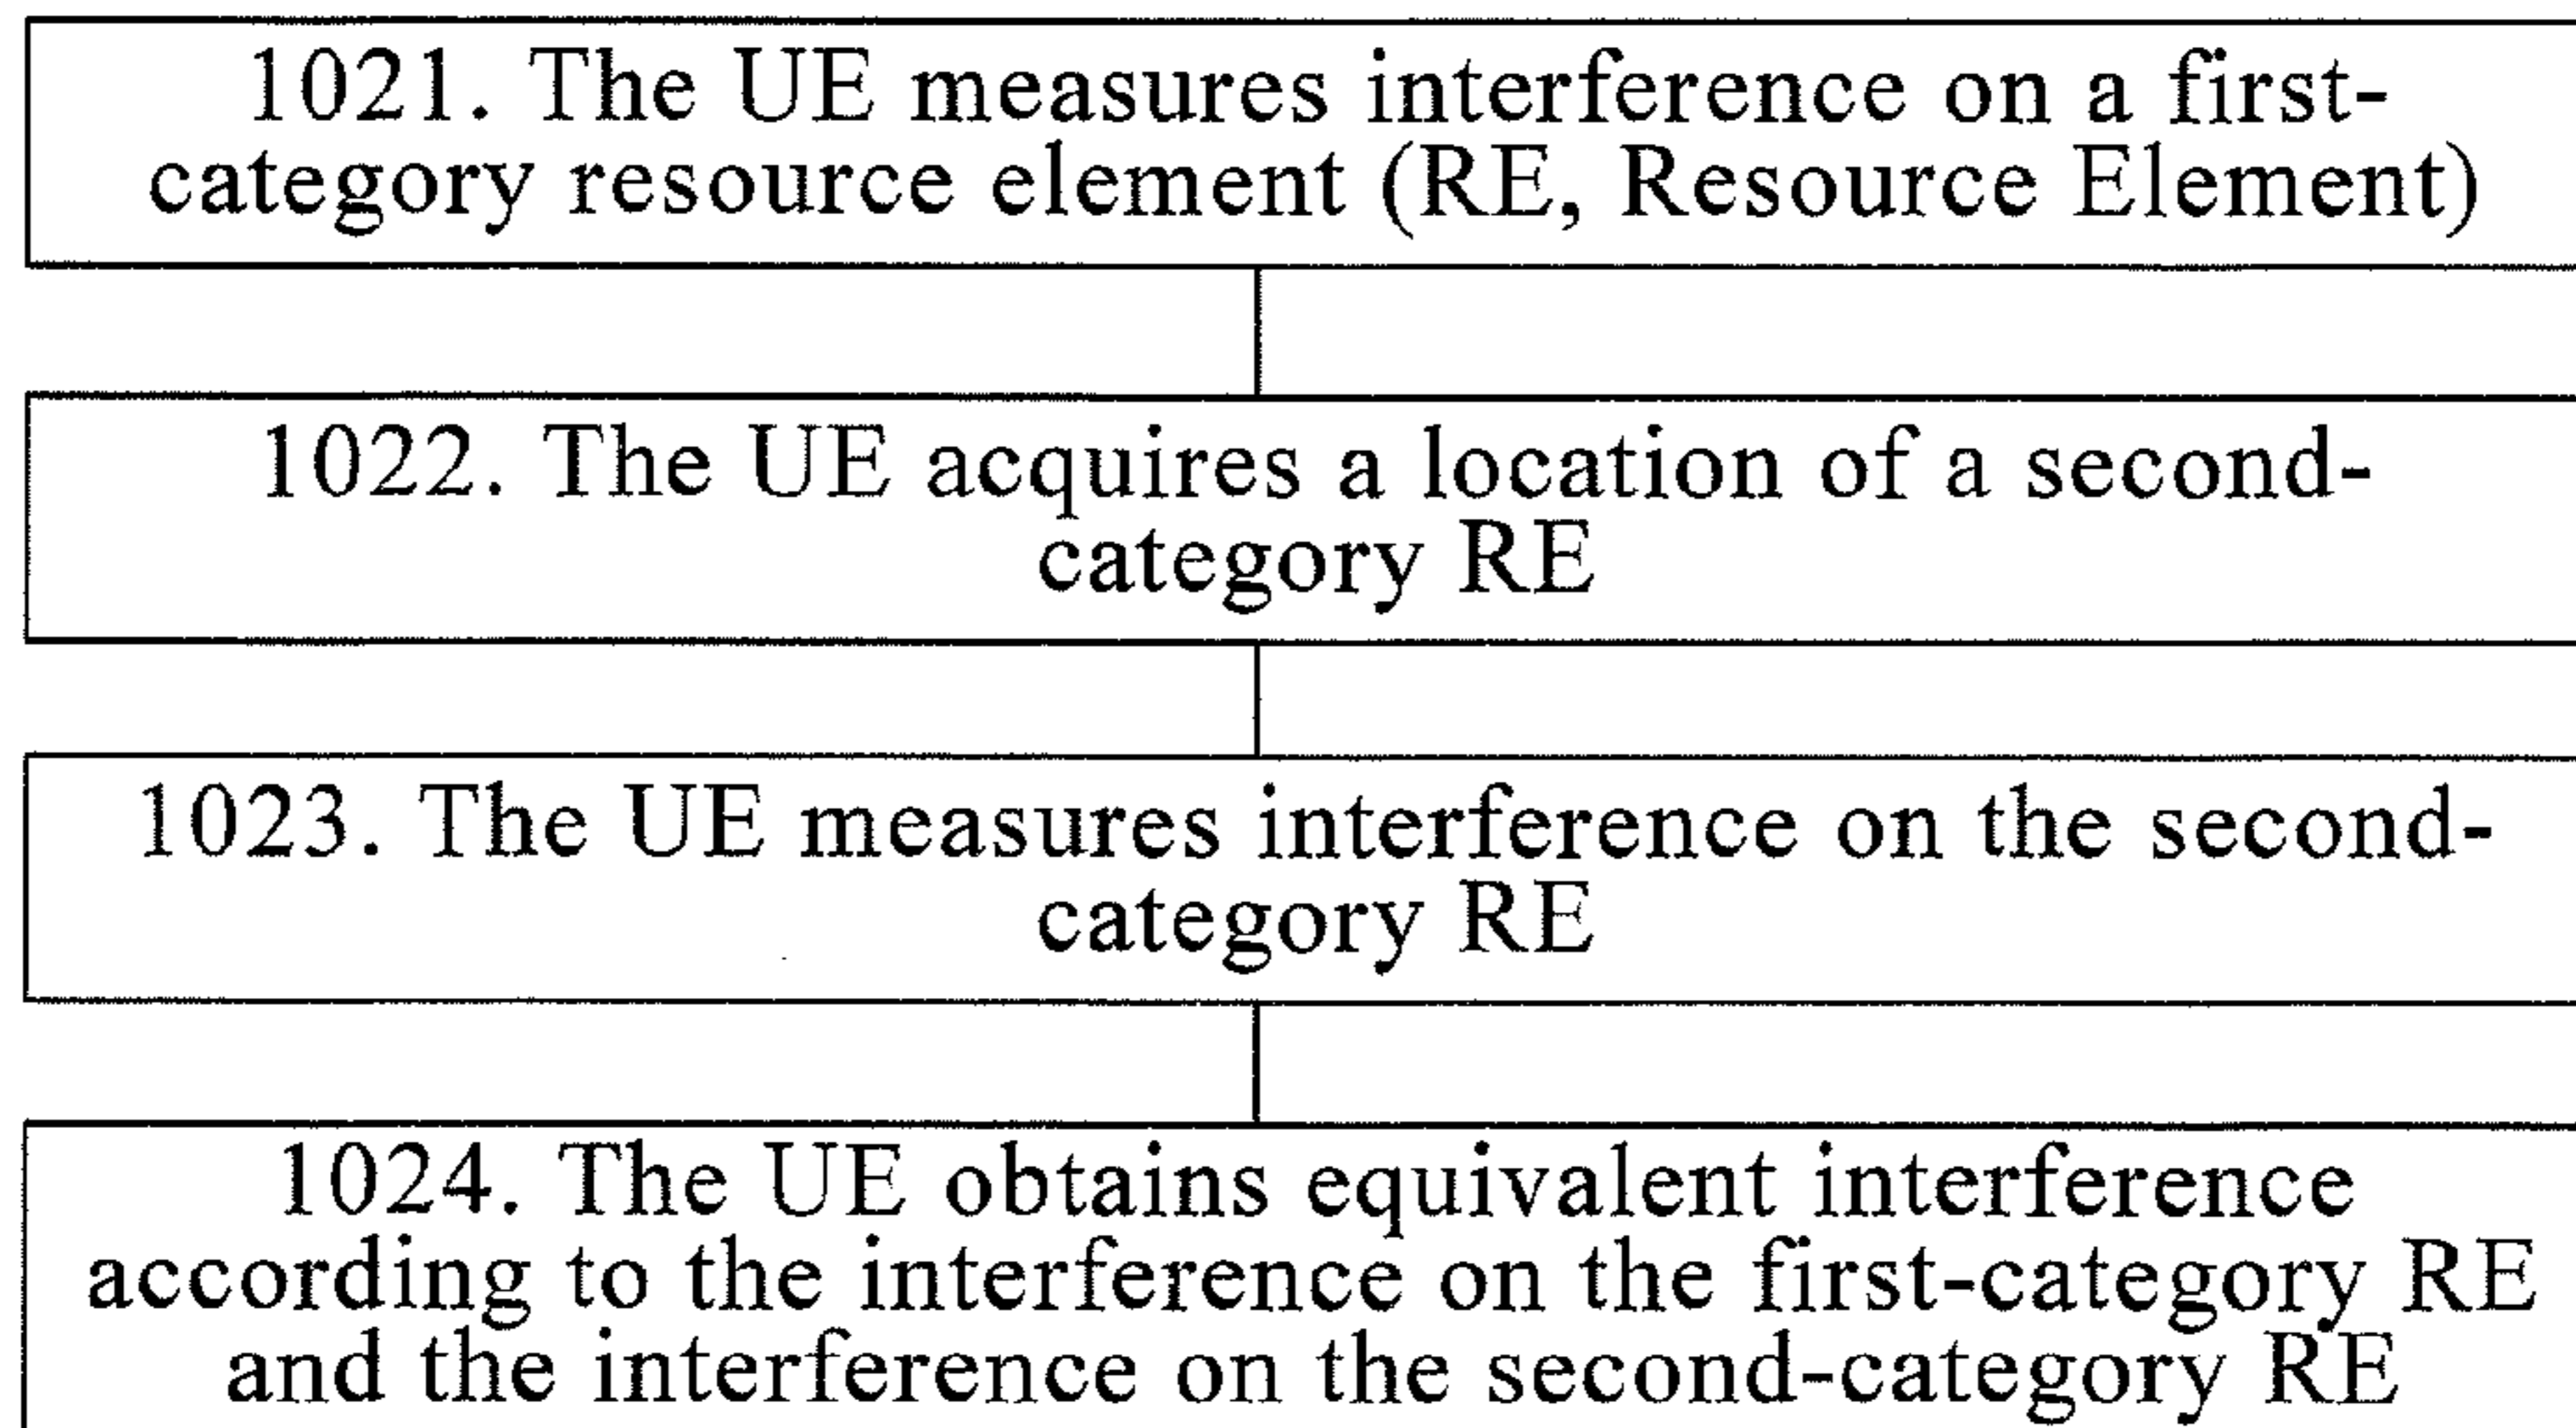 1021. The UE measures interference on a first-
category resource element (RE, Resource Element)
1022. The UE acquires a location of a second-
category RE
1023. The UE measures interference on the second-
category RE
1024. The UE obtains equivalent interference
according to the interference on the first-category RE
and the interference on the second-category RE